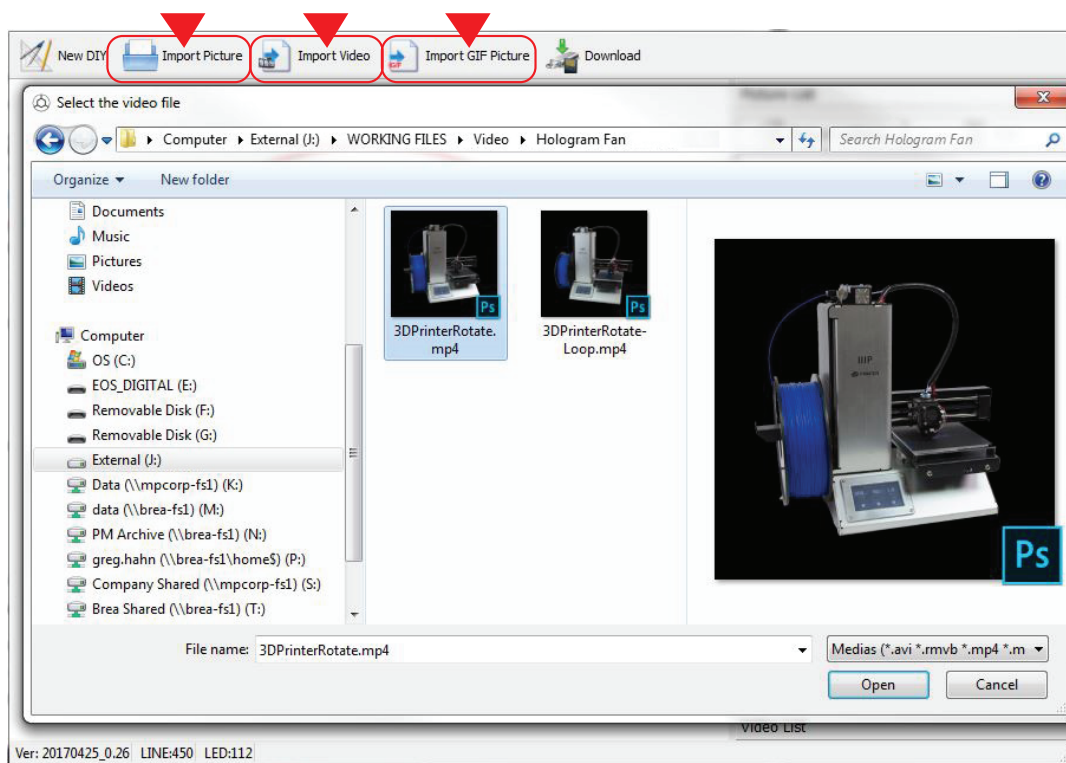 New DIY Import Picture Import Video GIF Import GIF Picture Download
Select the video file
Picture List
Computer External (J:) WORKING FILES Video Hologram Fan Search Hologram Fan
Organize New folder
Documents
Music
Pictures
Videos
Computer
OS (C:)
EOS_DIGITAL (E:)
Removable Disk (F:)
Removable Disk (G:)
External (J:)
Data (\\mpcorp-fs1) (K:)
data (\\brea-fs1) (M:)
PM Archive (\\brea-fs1) (N:)
greg.hahn (\\brea-fs1\home$) (P:)
Company Shared (\\mpcorp-fs1) (S:)
Brea Shared (\\brea-fs1) (T:)
Ps
3DPrinterRotate.
mp4
Ps
3DPrinterRotate-
Loop.mp4
IIIP
Ps
File name: 3DPrinterRotate.mp4 Medias (*.avi *.rmvb *.mp4 *.m
Open Cancel
Video List
Ver: 20170425_0.26 LINE:450 LED:112